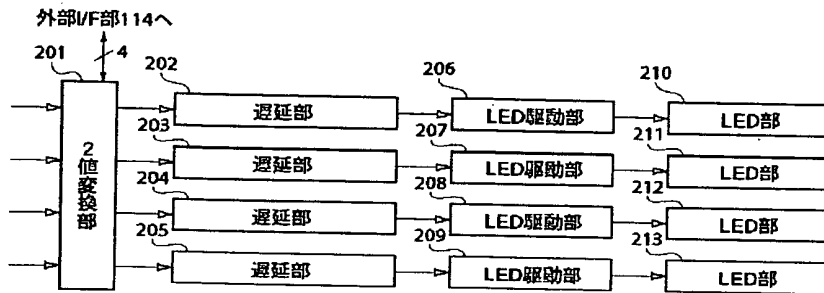 外部I/F部114へ
4
201
2値変換部
202
遅延部
206
LED駆動部
210
LED部
203
遅延部
207
LED駆動部
211
LED部
204
遅延部
208
LED駆動部
212
LED部
205
遅延部
209
LED駆動部
213
LED部